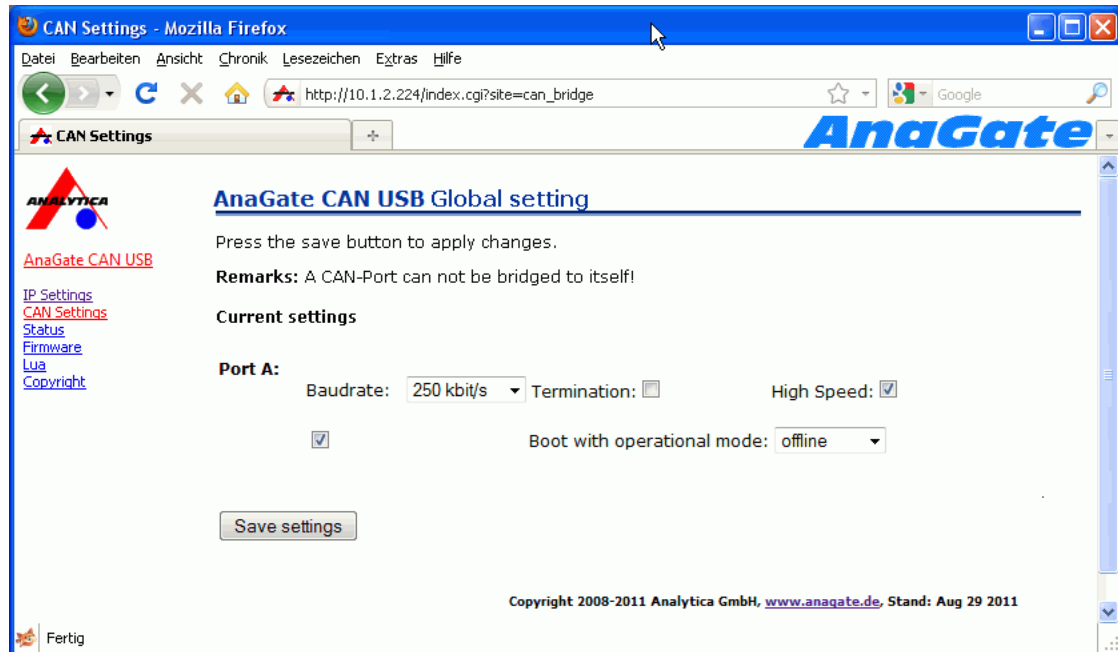 CAN Settings - Mozilla Firefox
Datei Bearbeiten Ansicht Chronik Lesezeichen Extras Hilfe
http://10.1.2.224/index.cgi?site=can_bridge Google
CAN Settings
AnaGate
ANALYTICA
AnaGate CAN USB Global setting
Press the save button to apply changes.
AnaGate CAN USB
Remarks: A CAN-Port can not be bridged to itself!
IP Settings
CAN Settings
Status
Firmware
Lua
Copyright
Current settings
Port A:
Baudrate: 250 kbit/s Termination: High Speed:
Boot with operational mode: offline
Save settings
Copyright 2008-2011 Analytica GmbH, www.anagate.de, Stand: Aug 29 2011
Fertig